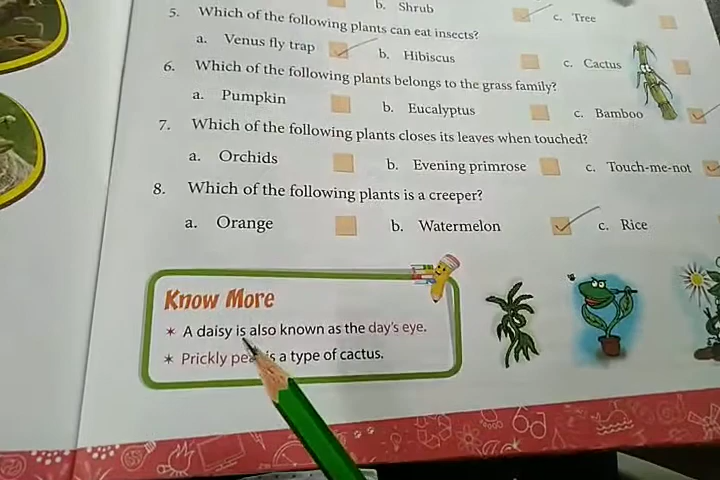 b. Shrub
c. Tree
5. Which of the following plants can eat insects?
a. Venus fly trap b. Hibiscus c. Cactus
6. Which of the following plants belongs to the grass family?
a. Pumpkin b. Eucalyptus c. Bamboo
7. Which of the following plants closes its leaves when touched?
a. Orchids b. Evening primrose c. Touch-me-not
8. Which of the following plants is a creeper?
a. Orange b. Watermelon c. Rice
Know More
* A daisy is also known as the day's eye.
* Prickly is a type of cactus.